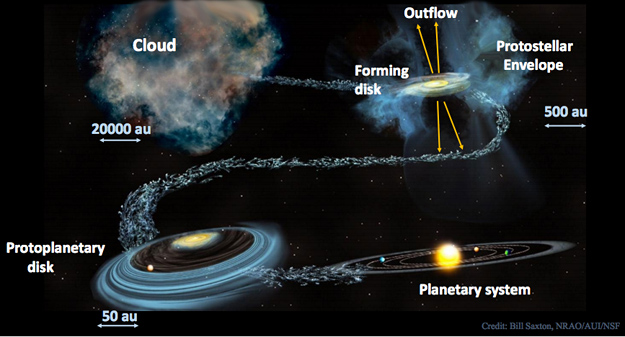 Outflow
Cloud
Protostellar
Envelope
Forming
disk
20000 au
500 au
Protoplanetary
disk
Planetary system
50 au
Credit: Bill Saxton, NRAO/AUI/NSF